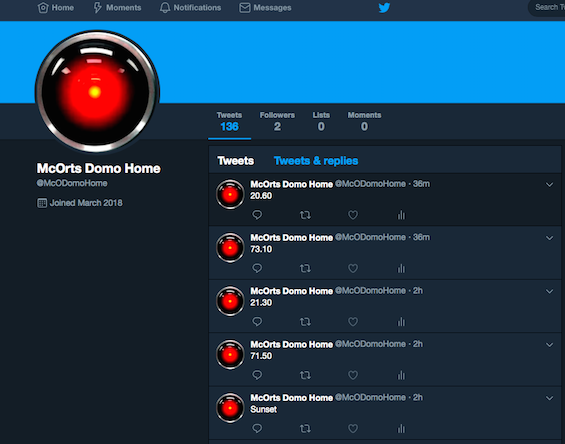 Home Moments Notifications Messages Search Tw
Tweets Followers Lists Moments
136 2 0 0
McOrts Domo Home
@McODomoHome
Joined March 2018
Tweets Tweets & replies
McOrts Domo Home @McODomoHome · 36m
20.60
McOrts Domo Home @McODomoHome · 36m
73.10
McOrts Domo Home @McODomoHome · 2h
21.30
McOrts Domo Home @McODomoHome · 2h
71.50
McOrts Domo Home @McODomoHome · 2h
Sunset